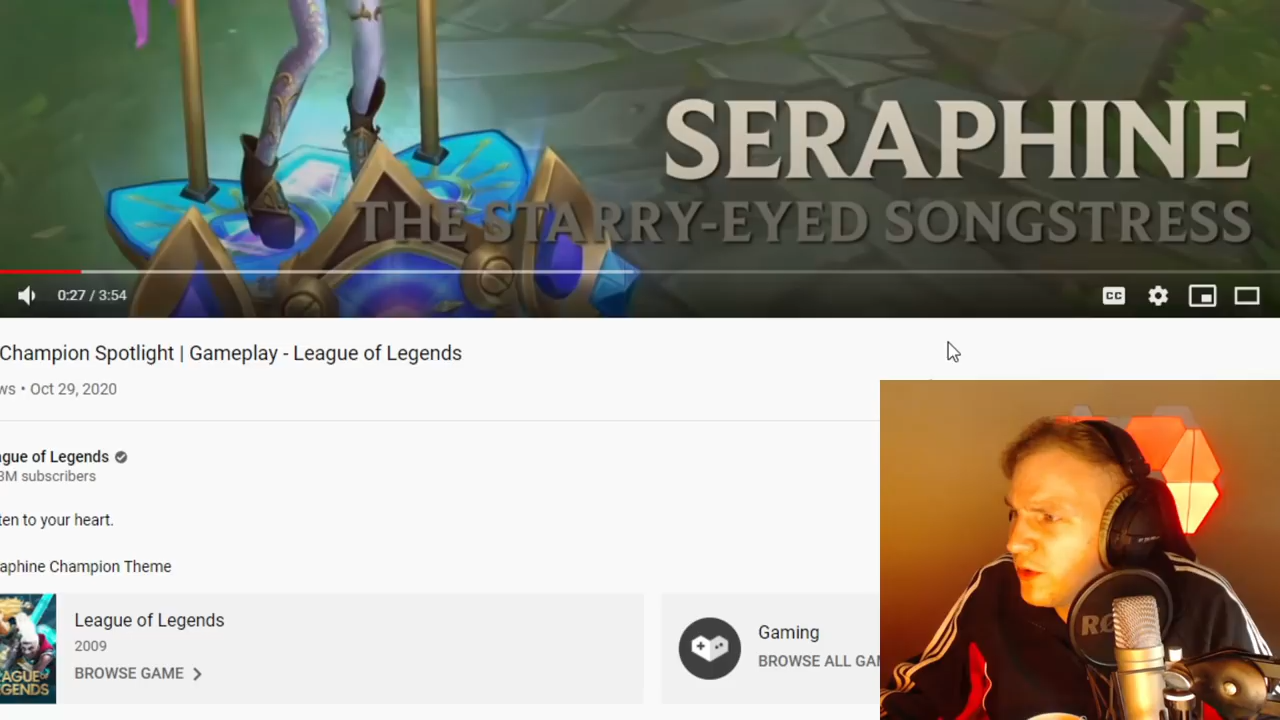 SERAPHINE
THE STARRY-EYED SONGSTRESS
0:27 / 3:54
CC
Champion Spotlight | Gameplay - League of Legends
ws • Oct 29, 2020
gue of Legends
3M subscribers
ten to your heart.
aphine Champion Theme
League of Legends
2009
BROWSE GAME
Gaming
BROWSE ALL GA
AGUE
GENDS